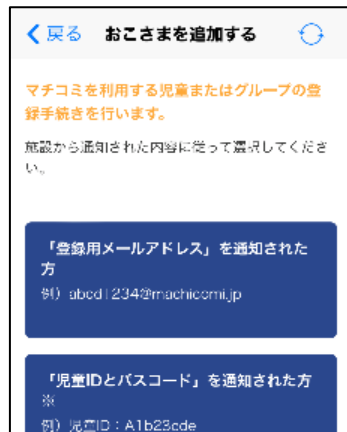 戻る おこさまを追加する
マチコミを利用する児童またはグループの登
録手続きを行います。
施設から通知された内容に従って選択してくださ
い。
「登録用メールアドレス」を通知された
方
例）abcd1234@machicomi.jp
「児童IDとパスコード」を通知された方
※
例）児童ID：A1b23cde